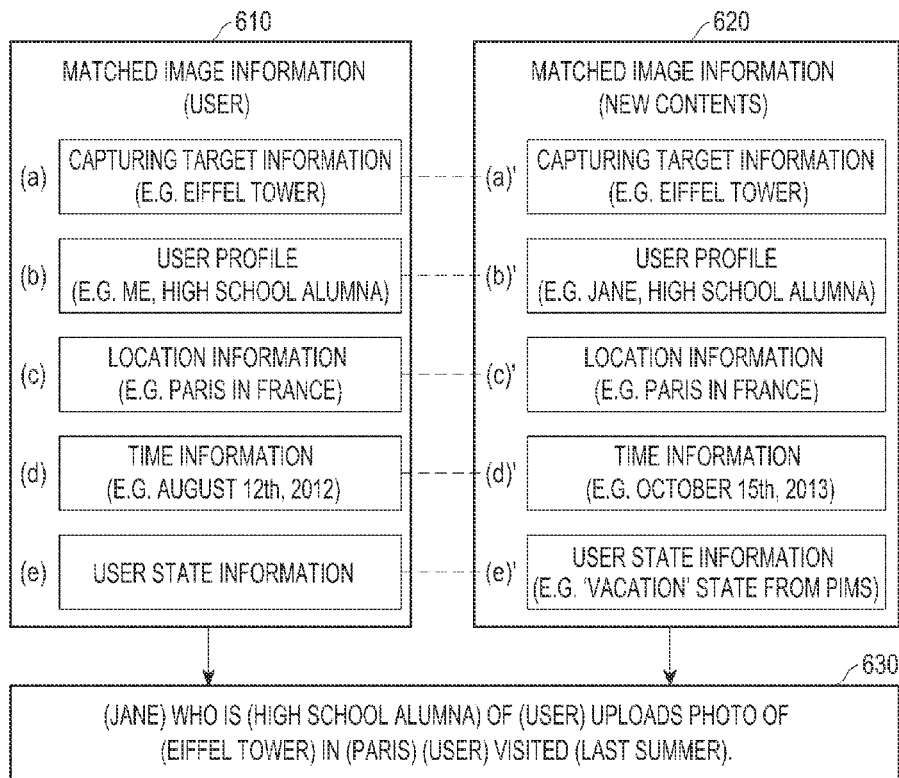 610
MATCHED IMAGE INFORMATION
(USER)
(a)
CAPTURING TARGET INFORMATION
(E.G. EIFFEL TOWER)
(b)
USER PROFILE
(E.G. ME, HIGH SCHOOL ALUMNA)
(c)
LOCATION INFORMATION
(E.G. PARIS IN FRANCE)
(d)
TIME INFORMATION
(E.G. AUGUST 12th, 2012)
(e)
USER STATE INFORMATION
620
MATCHED IMAGE INFORMATION
(NEW CONTENTS)
(a)'
CAPTURING TARGET INFORMATION
(E.G. EIFFEL TOWER)
(b)'
USER PROFILE
(E.G. JANE, HIGH SCHOOL ALUMNA)
(c)'
LOCATION INFORMATION
(E.G. PARIS IN FRANCE)
(d)'
TIME INFORMATION
(E.G. OCTOBER 15th, 2013)
(e)'
USER STATE INFORMATION
(E.G. 'VACATION' STATE FROM PIMS)
630
(JANE) WHO IS (HIGH SCHOOL ALUMNA) OF (USER) UPLOADS PHOTO OF
(EIFFEL TOWER) IN (PARIS) (USER) VISITED (LAST SUMMER).